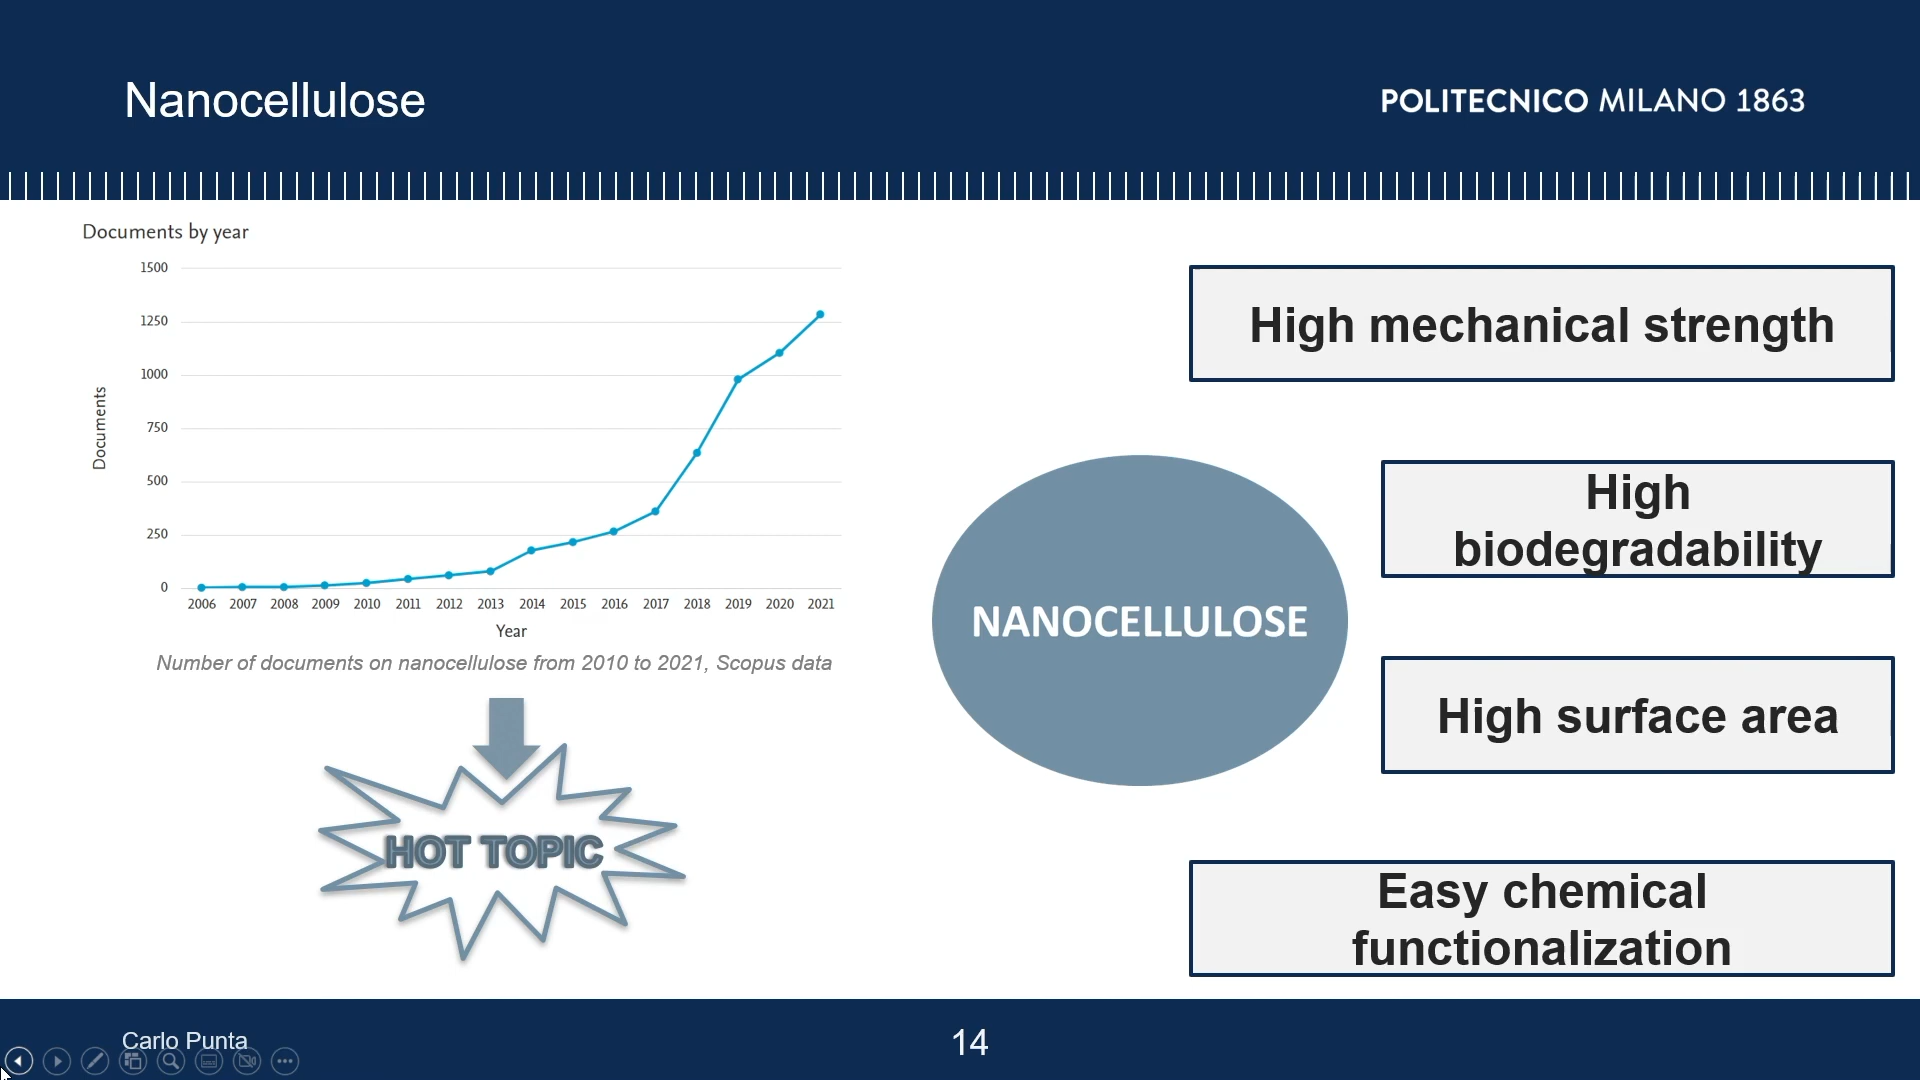 Nanocellulose
POLITECNICO MILANO 1863
Documents by year
1500
1250
1000
750
500
250
0
Documents
2006 2007 2008 2009 2010 2011 2012 2013 2014 2015 2016 2017 2018 2019 2020 2021
Year
Number of documents on nanocellulose from 2010 to 2021, Scopus data
HOT TOPIC
NANOCELLULOSE
High mechanical strength
High
biodegradability
High surface area
Easy chemical
functionalization
Carlo Punta
14